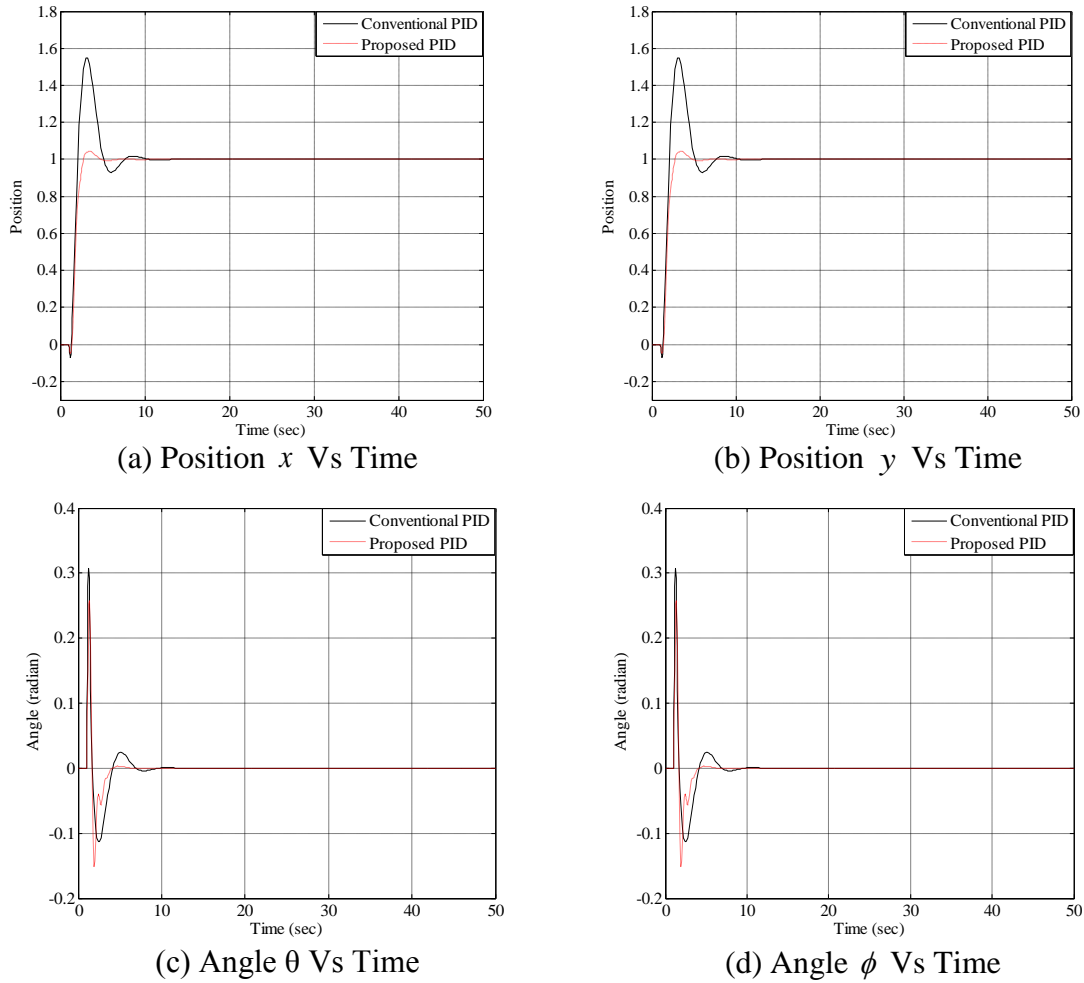 1.8
1.6
1.4
1.2
1
0.8
0.6
0.4
0.2
0
-0.2
Position
Conventional PID
Proposed PID
0 10 20 30 40 50
Time (sec)
(a) Position x Vs Time
1.8
1.6
1.4
1.2
1
0.8
0.6
0.4
0.2
0
-0.2
Position
Conventional PID
Proposed PID
0 10 20 30 40 50
Time (sec)
(b) Position y Vs Time
0.4
0.3
0.2
0.1
0
-0.1
-0.2
Angle (radian)
Conventional PID
Proposed PID
0 10 20 30 40 50
Time (sec)
(c) Angle θ Vs Time
0.4
0.3
0.2
0.1
0
-0.1
-0.2
Angle (radian)
Conventional PID
Proposed PID
0 10 20 30 40 50
Time (sec)
(d) Angle ϕ Vs Time